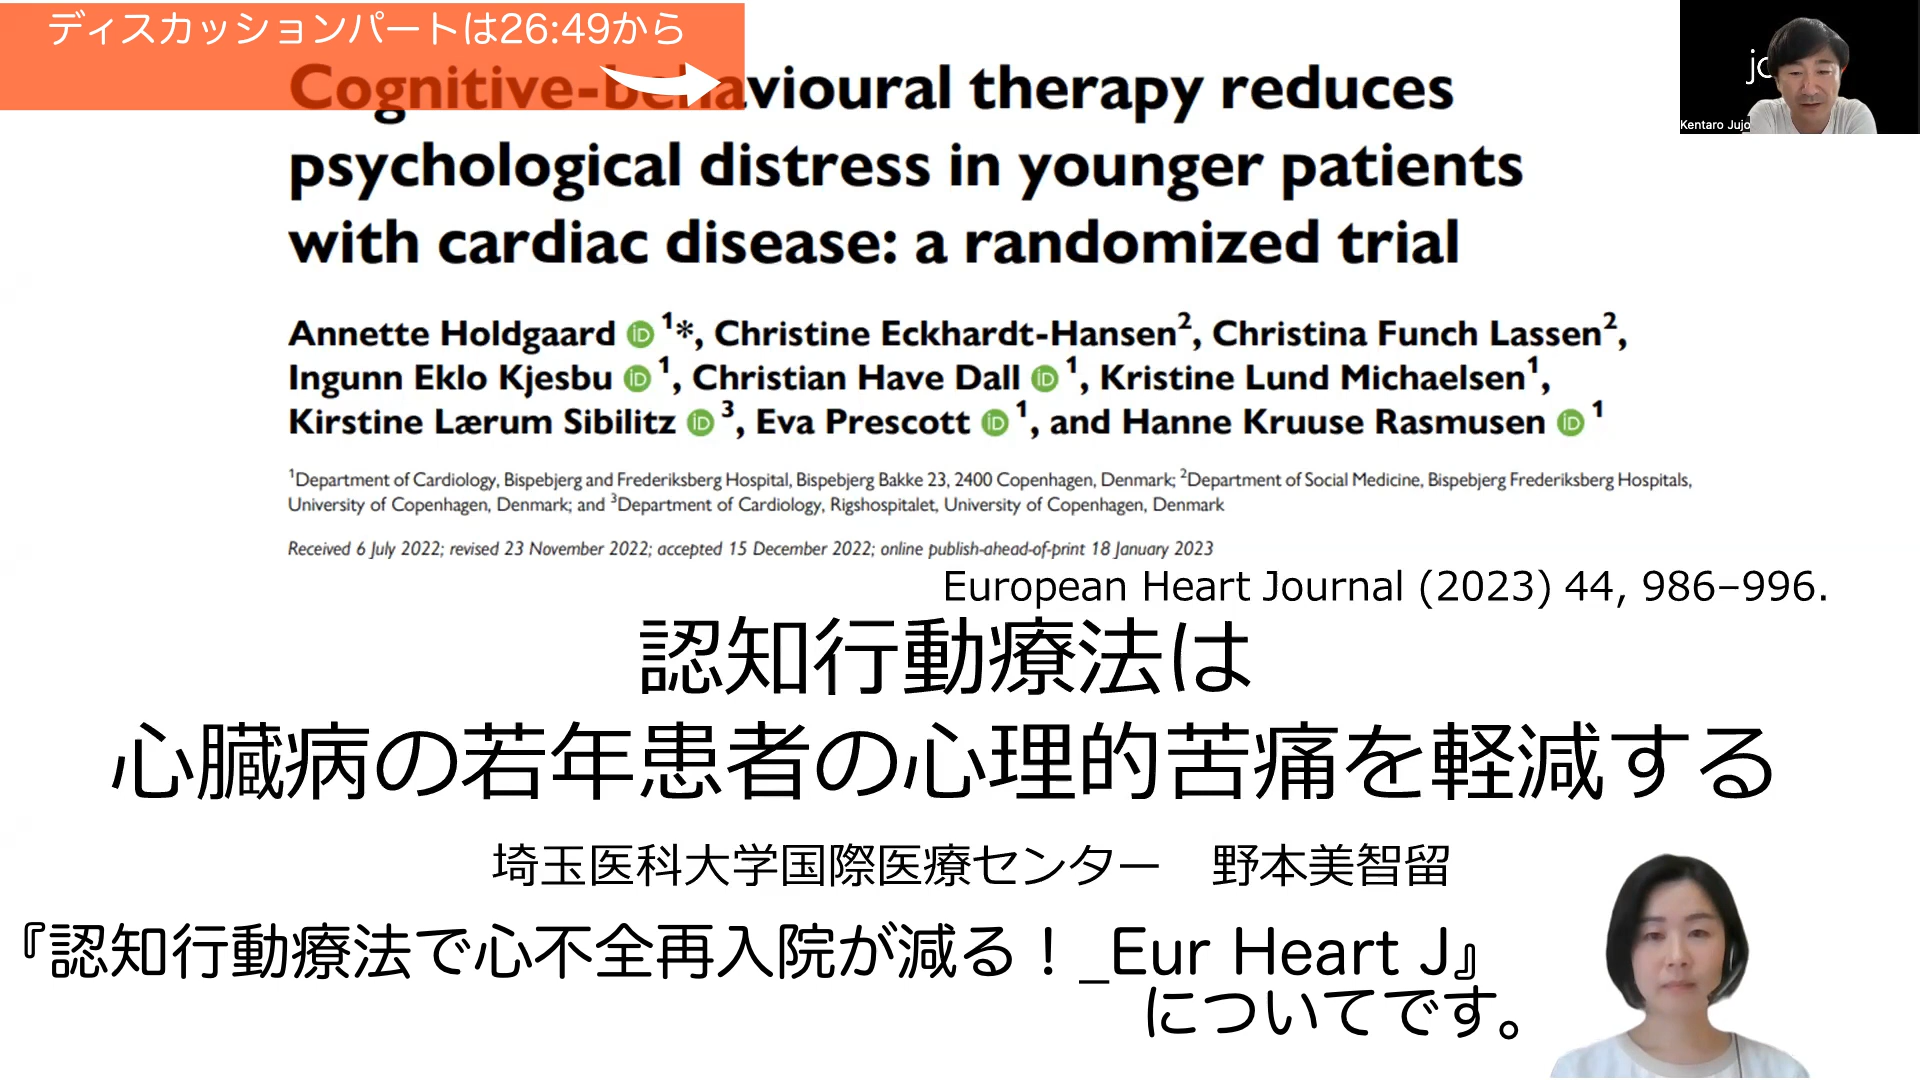 ディスカッションパートは26:49から
Cognitive-behavioural therapy reduces
psychological distress in younger patients
with cardiac disease: a randomized trial
Annette Holdgaard iD 1*, Christine Eckhardt-Hansen2, Christina Funch Lassen2,
Ingunn Eklo Kjesbu iD 1, Christian Have Dall iD 1, Kristine Lund Michaelsen1,
Kirstine Lærum Sibilitz iD 3, Eva Prescott iD 1, and Hanne Kruuse Rasmusen iD 1
1Department of Cardiology, Bispebjerg and Frederiksberg Hospital, Bispebjerg Bakke 23, 2400 Copenhagen, Denmark; 2Department of Social Medicine, Bispebjerg Frederiksberg Hospitals,
University of Copenhagen, Denmark; and 3Department of Cardiology, Rigshospitalet, University of Copenhagen, Denmark
Received 6 July 2022; revised 23 November 2022; accepted 15 December 2022; online publish-ahead-of-print 18 January 2023
European Heart Journal (2023) 44, 986–996.
認知行動療法は
心臓病の若年患者の心理的苦痛を軽減する
埼玉医科大学国際医療センター　野本美智留
『認知行動療法で心不全再入院が減る！_Eur Heart J』
についてです。
Kentaro Jujo